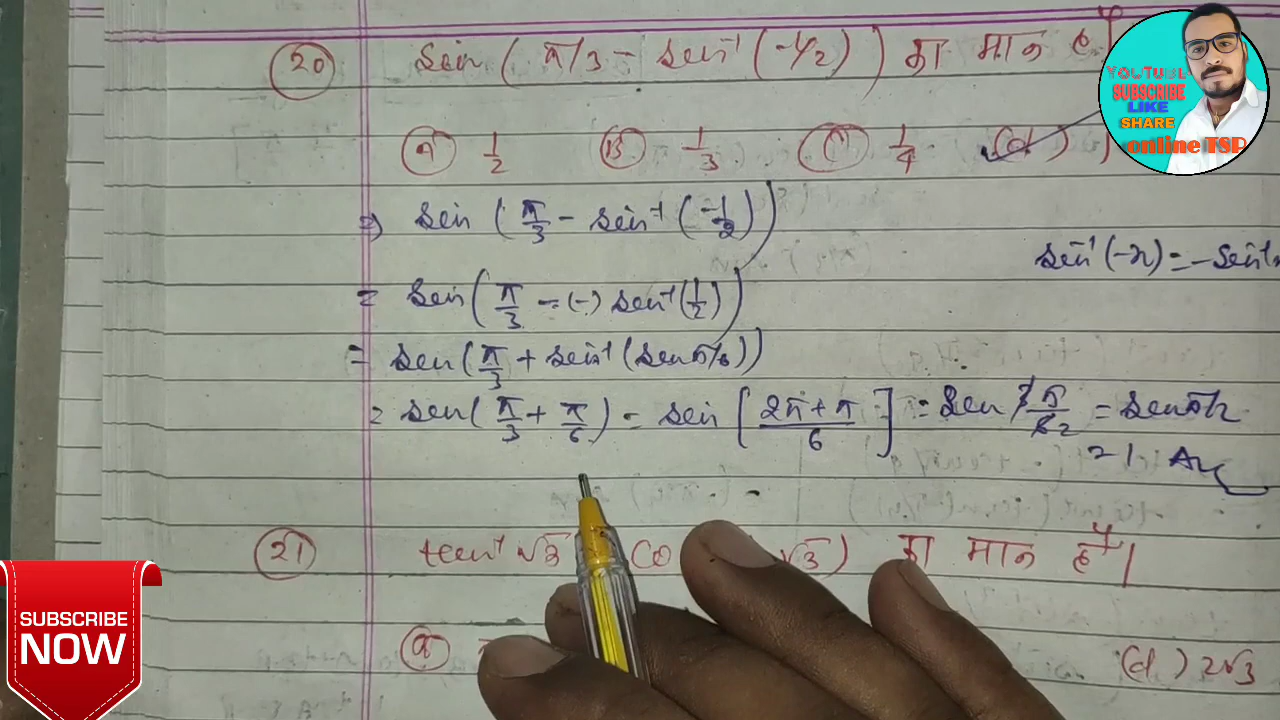 20 sin (π/3 - sin⁻¹ (-1/2)) का मान है
(a) 1/2 (B) 1/3 (C) 1/4 (d) 1
YOUTUBE
SUBSCRIBE
LIKE
SHARE
online TSP
⇒ sin (π/3 - sin⁻¹ (-1/2))
sin⁻¹ (-x) = - sin⁻¹
= sin (π/3 - (-) sin⁻¹ (1/2))
= sin (π/3 + sin⁻¹ (sin π/6))
= sin (π/3 + π/6) = sin [(2π + π)/6] = sin 3π/6 2 = sin π/2
= 1 Ans
21 tan⁻¹ √3 √3) का मान है।
(a) (d) 2√3
SUBSCRIBE
NOW